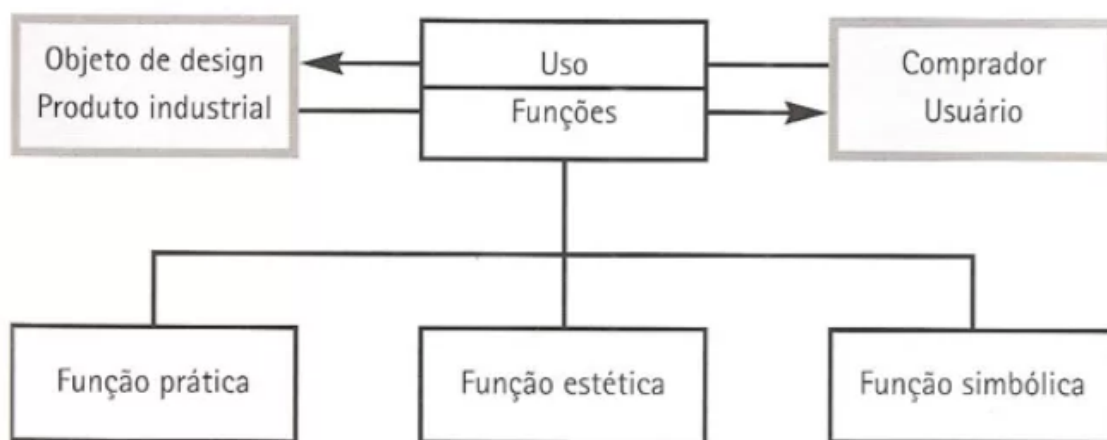 Objeto de design
Produto industrial
Uso
Funções
Comprador
Usuário
Função prática
Função estética
Função simbólica